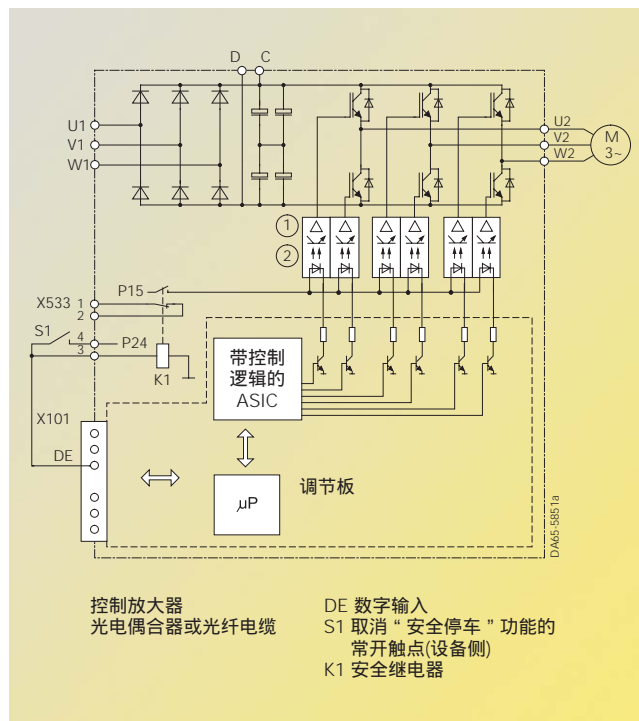 D C
U1
V1
W1
U2
V2
W2
M
3~
1
2
P15
X533 1
2
S1
4
3
P24
K1
带控制
逻辑的
ASIC
X101
DE
μP
调节板
DA65-5851a
控制放大器
光电偶合器或光纤电缆
DE 数字输入
S1 取消“安全停车”功能的
常开触点(设备侧)
K1 安全继电器